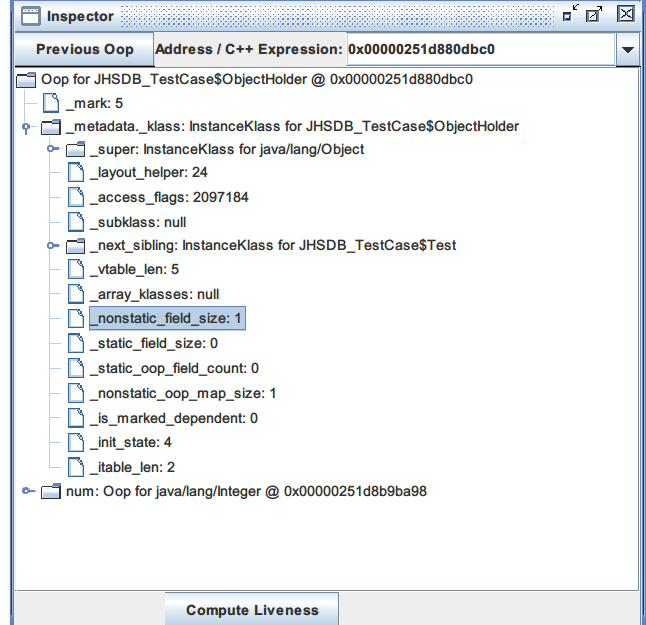 Inspector
Previous Oop Address / C++ Expression: 0x00000251d880dbc0
Oop for JHSDB_TestCase$ObjectHolder @ 0x00000251d880dbc0
_mark: 5
_metadata._klass: InstanceKlass for JHSDB_TestCase$ObjectHolder
_super: InstanceKlass for java/lang/Object
_layout_helper: 24
_access_flags: 2097184
_subklass: null
_next_sibling: InstanceKlass for JHSDB_TestCase$Test
_vtable_len: 5
_array_klasses: null
_nonstatic_field_size: 1
_static_field_size: 0
_static_oop_field_count: 0
_nonstatic_oop_map_size: 1
_is_marked_dependent: 0
_init_state: 4
_itable_len: 2
num: Oop for java/lang/Integer @ 0x00000251d8b9ba98
Compute Liveness